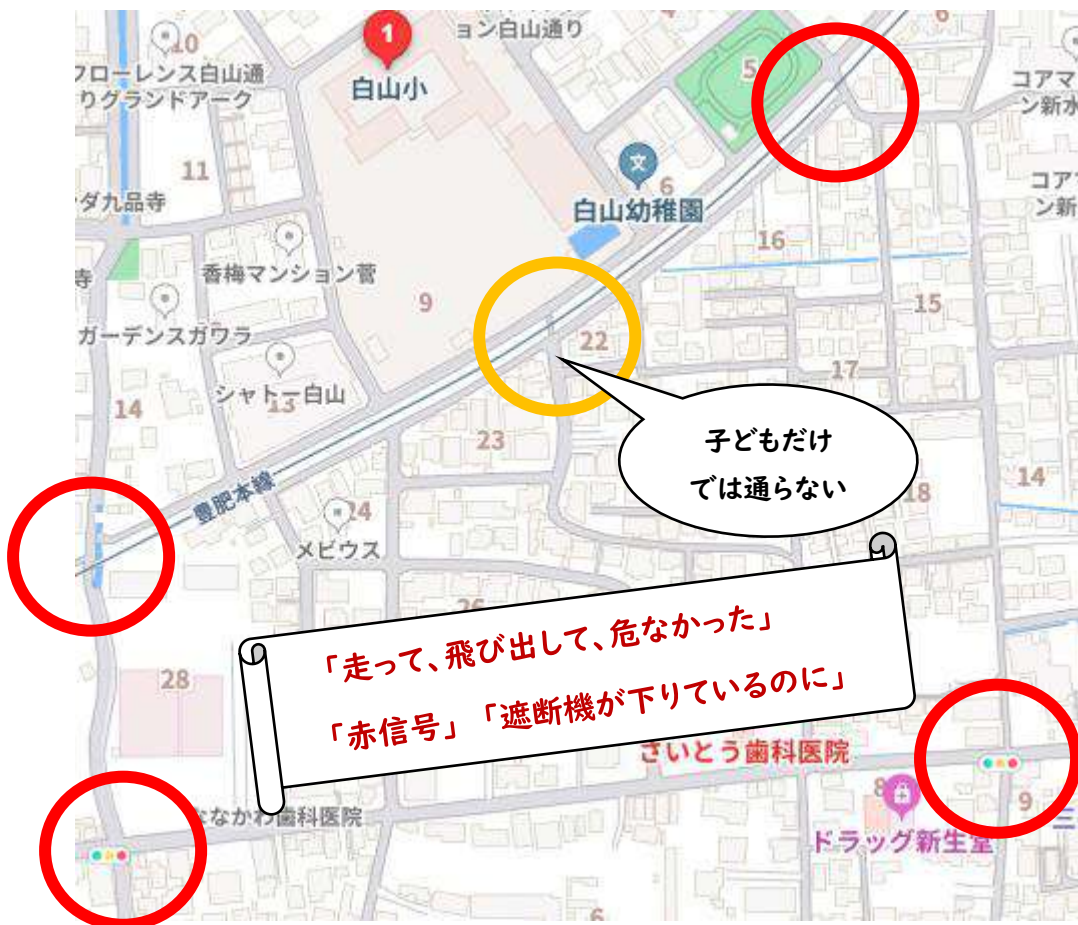 ョン白山通り
6
10
1
フローレンス白山通
りグランドアーク
白山小
5
コアマ
ン新水
11
6
白山幼稚園
コア
ン新
ダ九品寺
16
寺
香梅マンション菅
9
15
ガーデンスガワラ
22
17
シャトー白山
13
14
23
子どもだけ
では通らない
14
18
豊肥本線
24
メビウス
26
「走って、飛び出して、危なかった」
「赤信号」「遮断機が下りているのに」
28
さいとう歯科医院
8
9
ななかわ歯科医院
三
ドラッグ新生堂
6